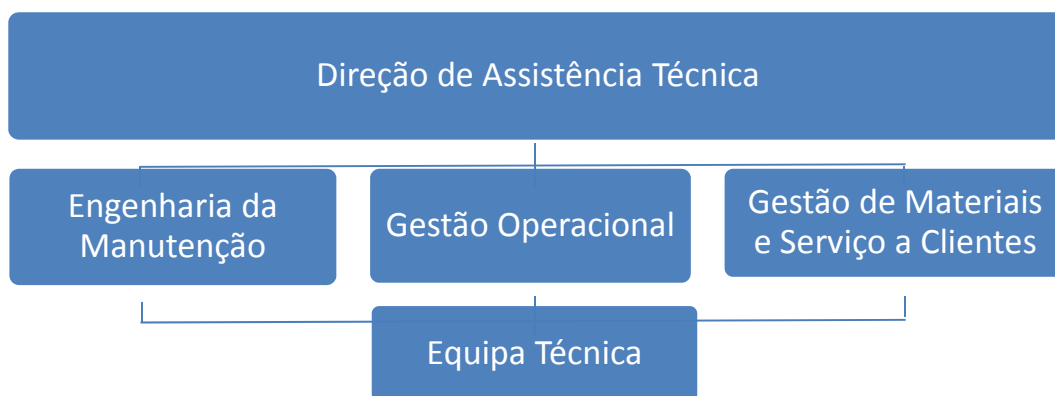 Direção de Assistência Técnica
Engenharia da
Manutenção
Gestão Operacional
Gestão de Materiais
e Serviço a Clientes
Equipa Técnica